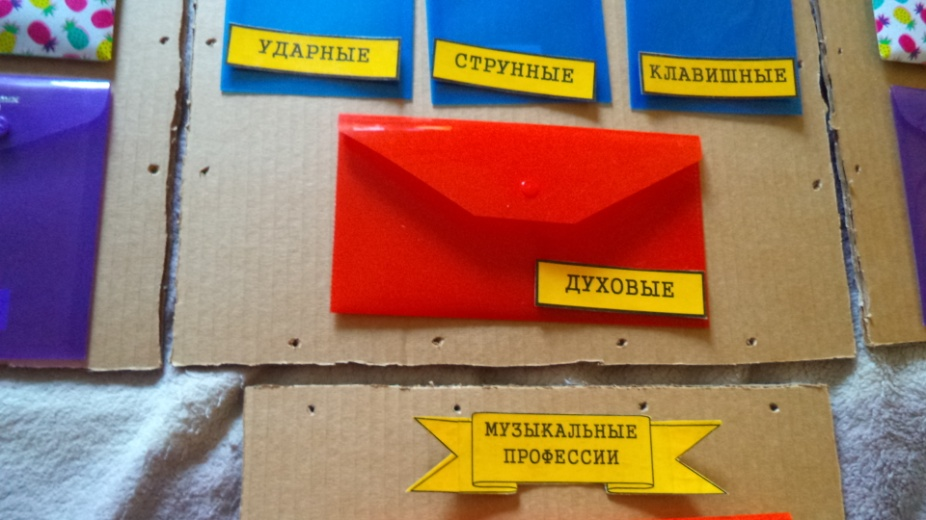 УДАРНЫЕ
СТРУННЫЕ
КЛАВИШНЫЕ
ДУХОВЫЕ
МУЗЫКАЛЬНЫЕ
ПРОФЕССИИ